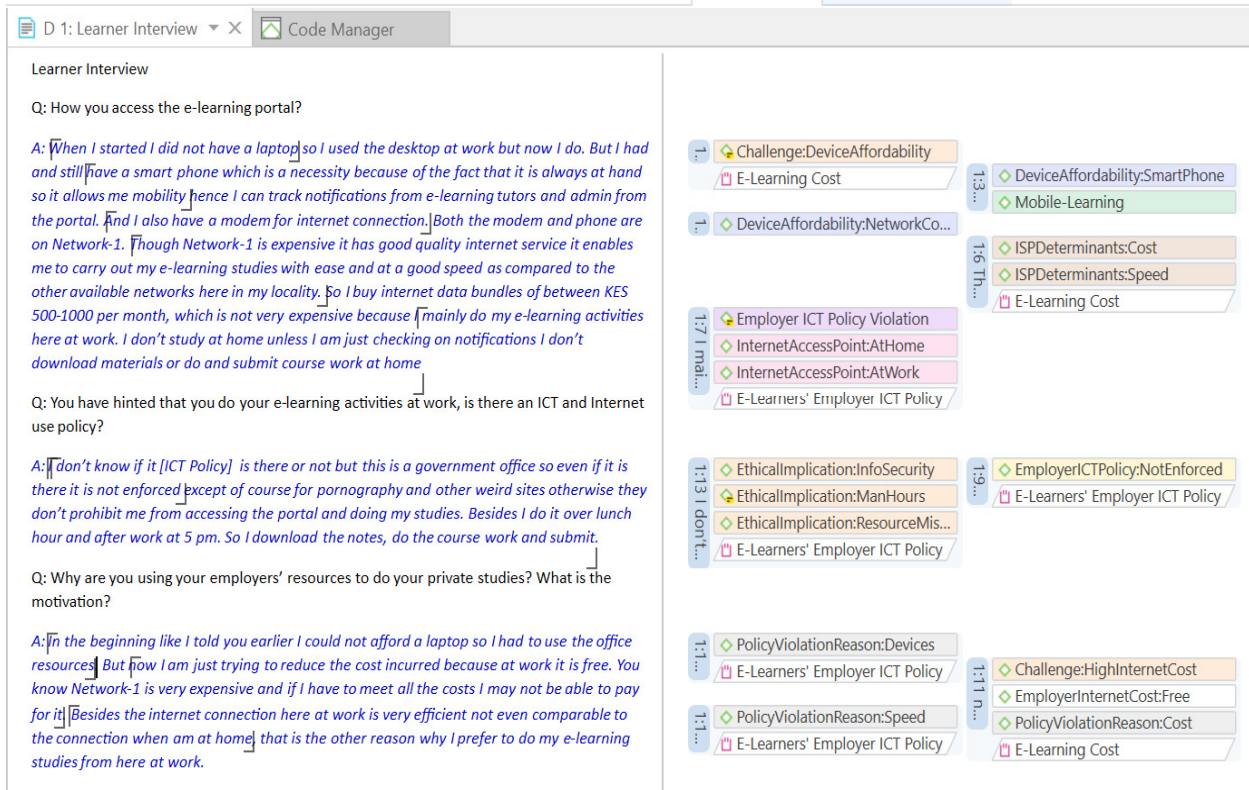 D 1: Learner Interview
Code Manager
Learner Interview
Q: How you access the e-learning portal?
A: When I started I did not have a laptop so I used the desktop at work but now I do. But I had
and still have a smart phone which is a necessity because of the fact that it is always at hand
so it allows me mobility hence I can track notifications from e-learning tutors and admin from
the portal. And I also have a modem for internet connection. Both the modem and phone are
on Network-1. Though Network-1 is expensive it has good quality internet service it enables
me to carry out my e-learning studies with ease and at a good speed as compared to the
other available networks here in my locality. So I buy internet data bundles of between KES
500-1000 per month, which is not very expensive because I mainly do my e-learning activities
here at work. I don't study at home unless I am just checking on notifications I don't
download materials or do and submit course work at home
Q: You have hinted that you do your e-learning activities at work, is there an ICT and Internet
use policy?
A: I don't know if it [ICT Policy] is there or not but this is a government office so even if it is
there it is not enforced except of course for pornography and other weird sites otherwise they
don't prohibit me from accessing the portal and doing my studies. Besides I do it over lunch
hour and after work at 5 pm. So I download the notes, do the course work and submit.
Q: Why are you using your employers' resources to do your private studies? What is the
motivation?
A: In the beginning like I told you earlier I could not afford a laptop so I had to use the office
resources. But now I am just trying to reduce the cost incurred because at work it is free. You
know Network-1 is very expensive and if I have to meet all the costs I may not be able to pay
for it. Besides the internet connection here at work is very efficient not even comparable to
the connection when am at home, that is the other reason why I prefer to do my e-learning
studies from here at work.
1.
Challenge:DeviceAffordability
E-Learning Cost
1:3...
DeviceAffordability:SmartPhone
Mobile-Learning
1.
DeviceAffordability:NetworkCo...
1:6 Th...
ISPDeterminants:Cost
ISPDeterminants:Speed
E-Learning Cost
1:7 I mai...
Employer ICT Policy Violation
InternetAccessPoint:AtHome
InternetAccessPoint:AtWork
E-Learners' Employer ICT Policy
1:13 I don't...
EthicalImplication:InfoSecurity
EthicalImplication:ManHours
EthicalImplication:ResourceMis...
E-Learners' Employer ICT Policy
1:9...
EmployerICTPolicy:NotEnforced
E-Learners' Employer ICT Policy
1:1...
PolicyViolationReason:Devices
E-Learners' Employer ICT Policy
1:11 n...
Challenge:HighInternetCost
EmployerInternetCost:Free
PolicyViolationReason:Cost
E-Learning Cost
1:1...
PolicyViolationReason:Speed
E-Learners' Employer ICT Policy